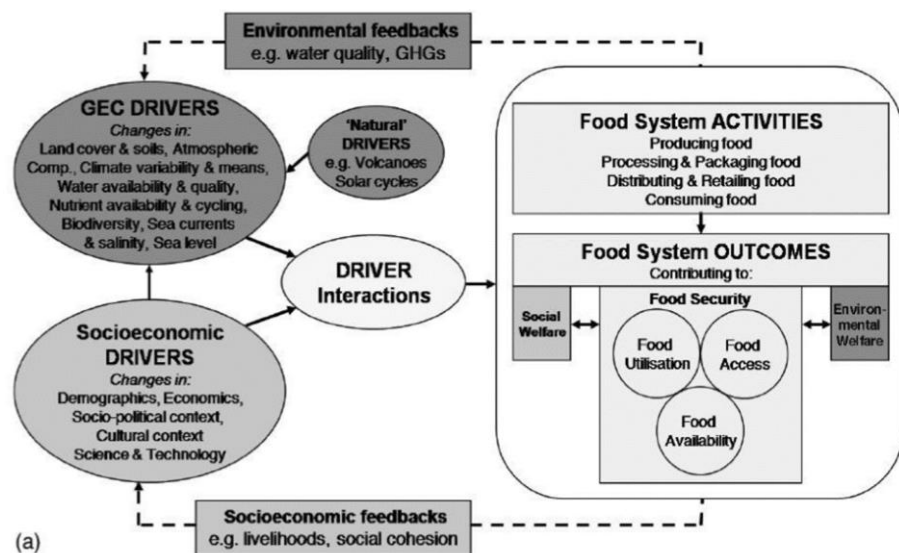 Environmental feedbacks
e.g. water quality, GHGs
GEC DRIVERS
Changes in:
Land cover & soils, Atmospheric
Comp., Climate variability & means,
Water availability & quality,
Nutrient availability & cycling,
Biodiversity, Sea currents
& salinity, Sea level
'Natural'
DRIVERS
e.g. Volcanoes
Solar cycles
Socioeconomic
DRIVERS
Changes in:
Demographics, Economics,
Socio-political context,
Cultural context
Science & Technology
DRIVER
Interactions
Food System ACTIVITIES
Producing food
Processing & Packaging food
Distributing & Retailing food
Consuming food
Food System OUTCOMES
Contributing to:
Social
Welfare
Food Security
Food
Utilisation
Food
Access
Food
Availability
Environ-
mental
Welfare
Socioeconomic feedbacks
e.g. livelihoods, social cohesion
(a)